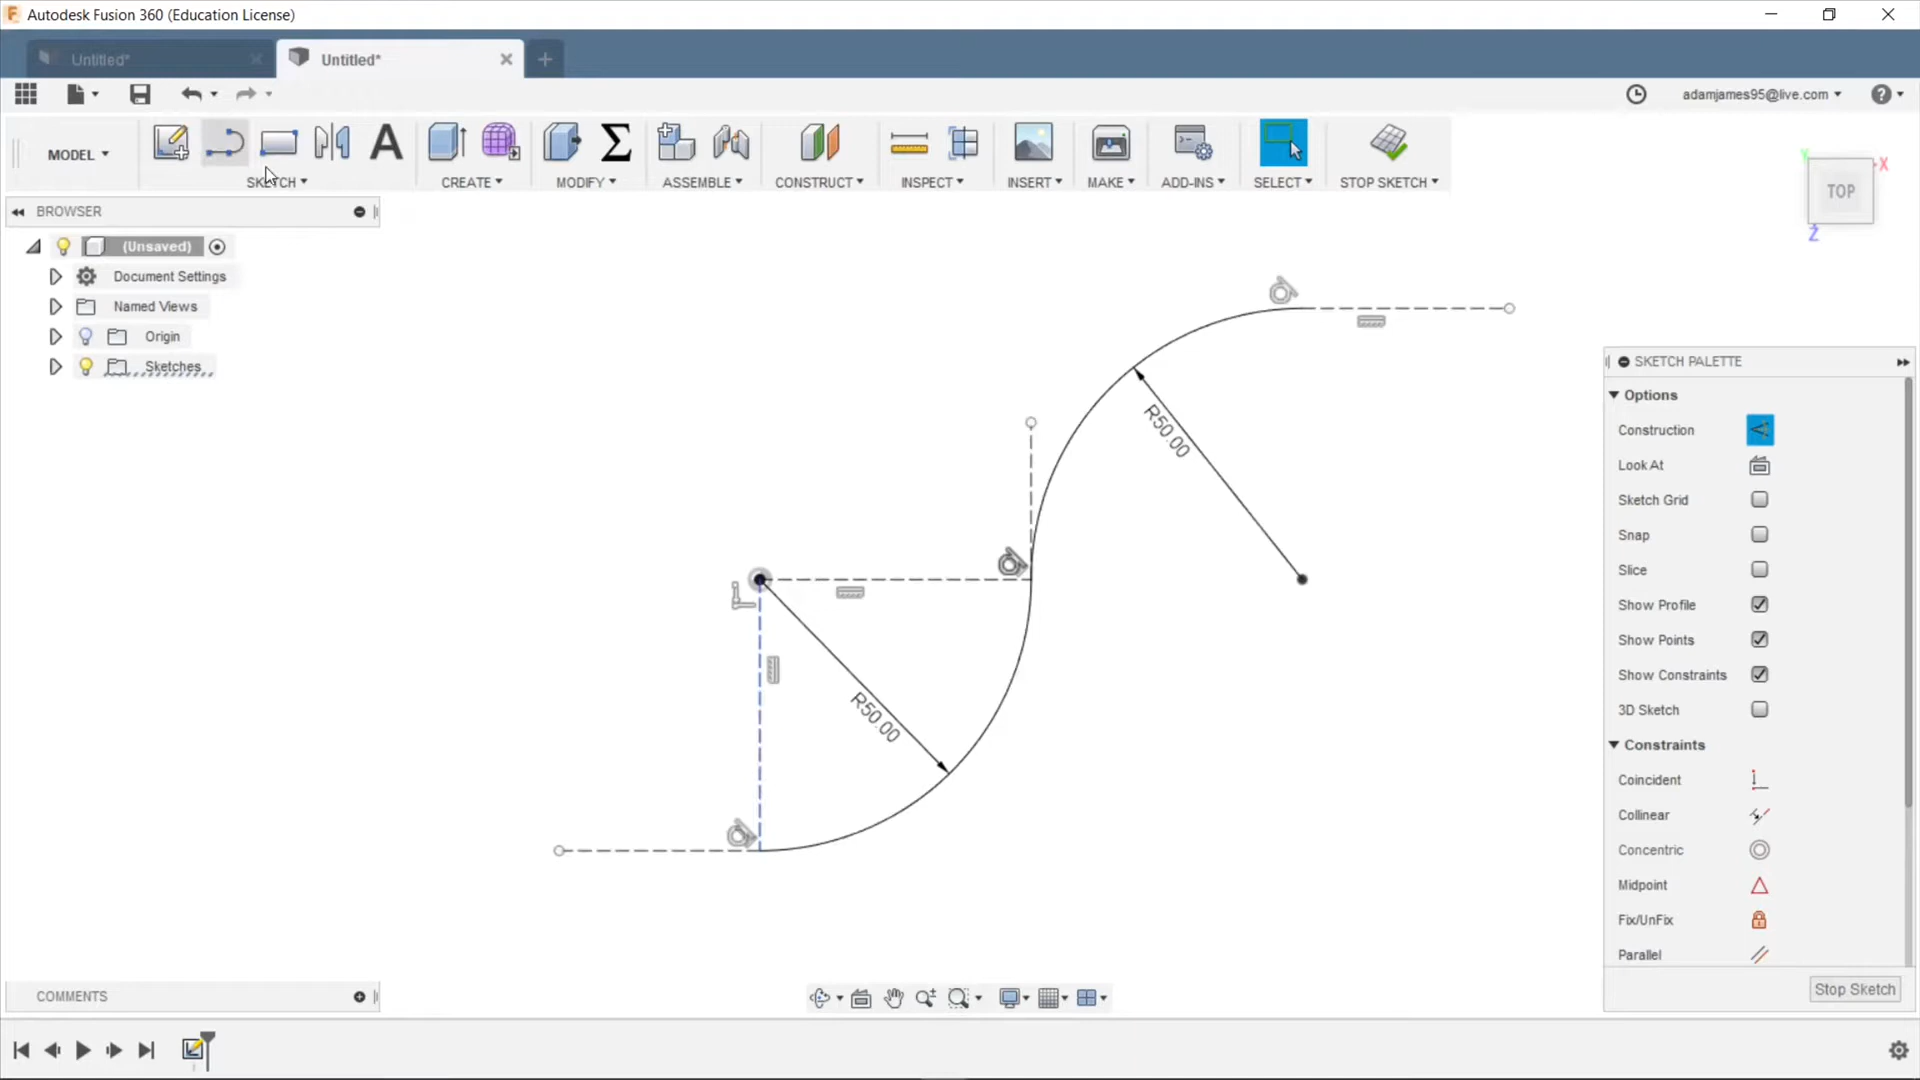 Autodesk Fusion 360 (Education License)
Untitled*
Untitled*
adamjames95@live.com
MODEL
SKETCH
CREATE
MODIFY
ASSEMBLE
CONSTRUCT
INSPECT
INSERT
MAKE
ADD-INS
SELECT
STOP SKETCH
TOP
X
Y
Z
BROWSER
(Unsaved)
Document Settings
Named Views
Origin
Sketches
R50.00
R50.00
SKETCH PALETTE
Options
Construction
Look At
Sketch Grid
Snap
Slice
Show Profile
Show Points
Show Constraints
3D Sketch
Constraints
Coincident
Collinear
Concentric
Midpoint
Fix/UnFix
Parallel
Stop Sketch
COMMENTS